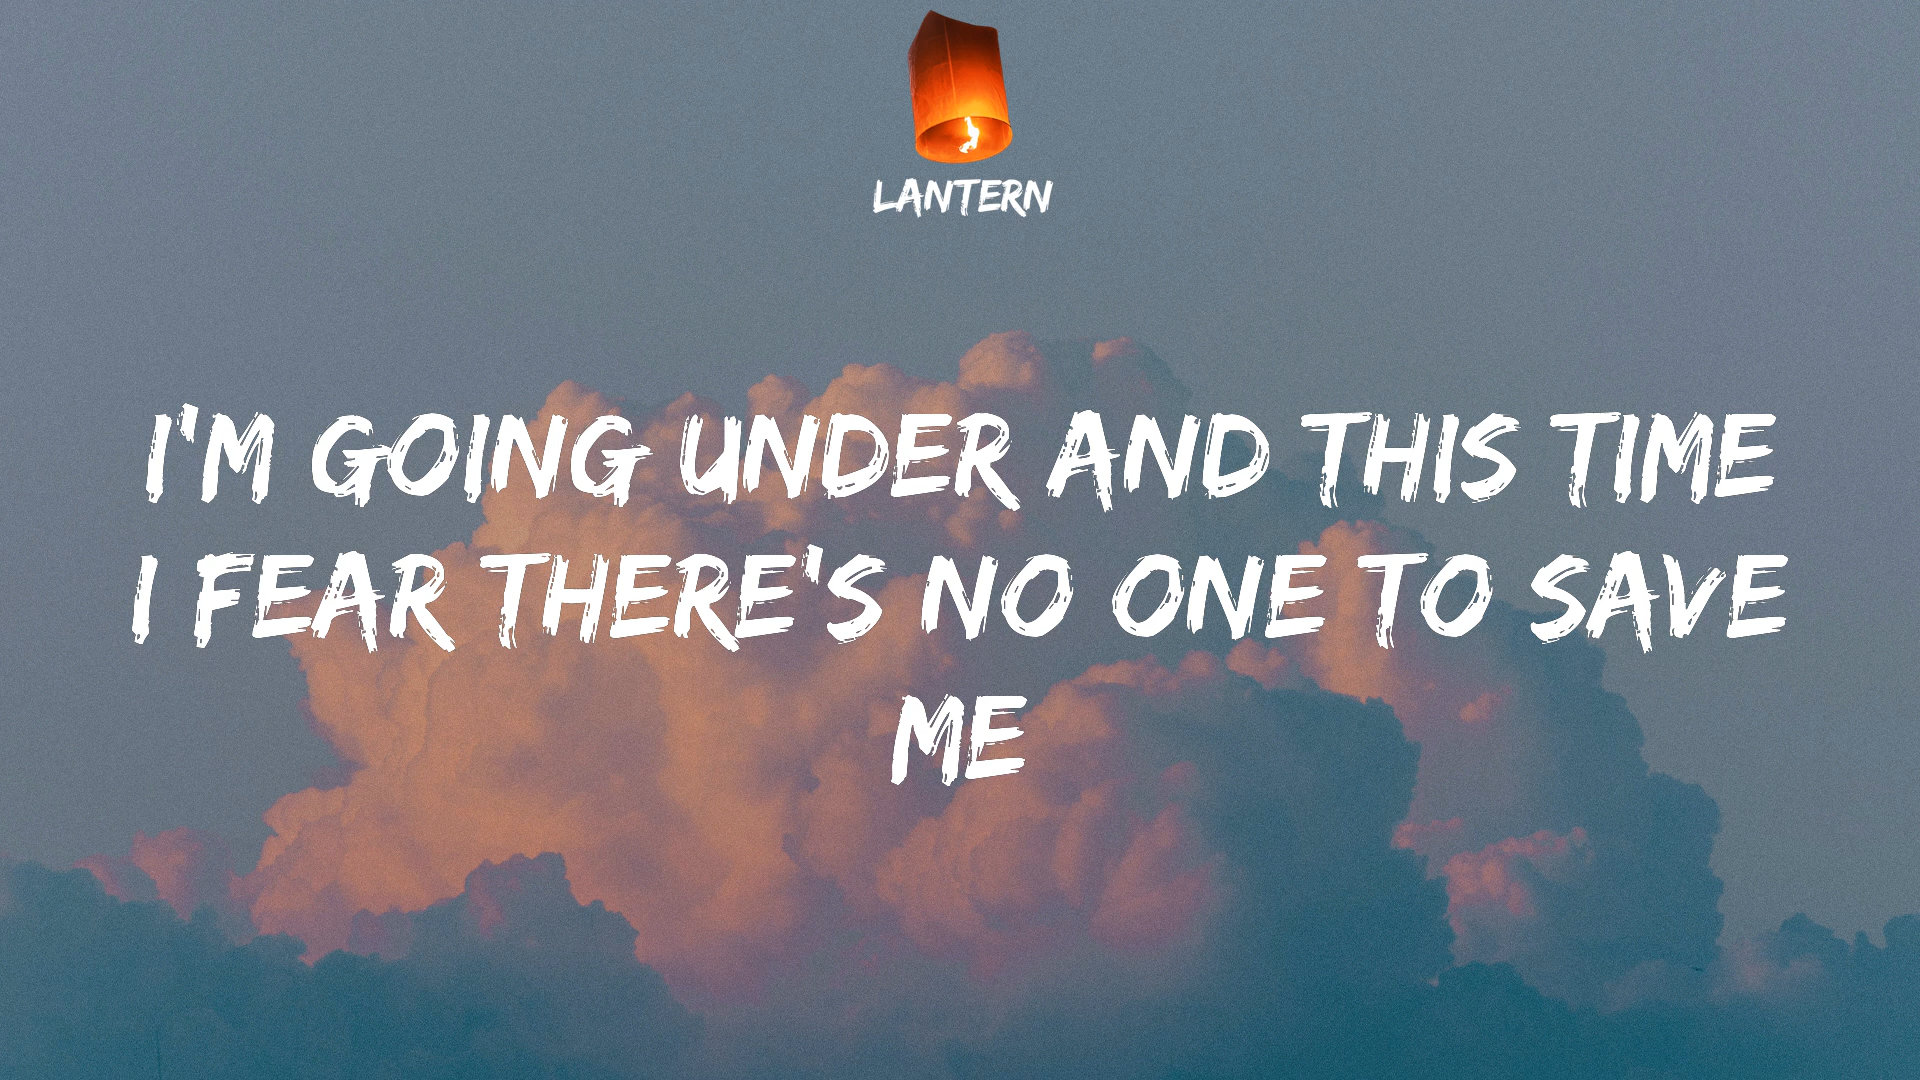 LANTERN
I'M GOING UNDER AND THIS TIME
I FEAR THERE'S NO ONE TO SAVE
ME